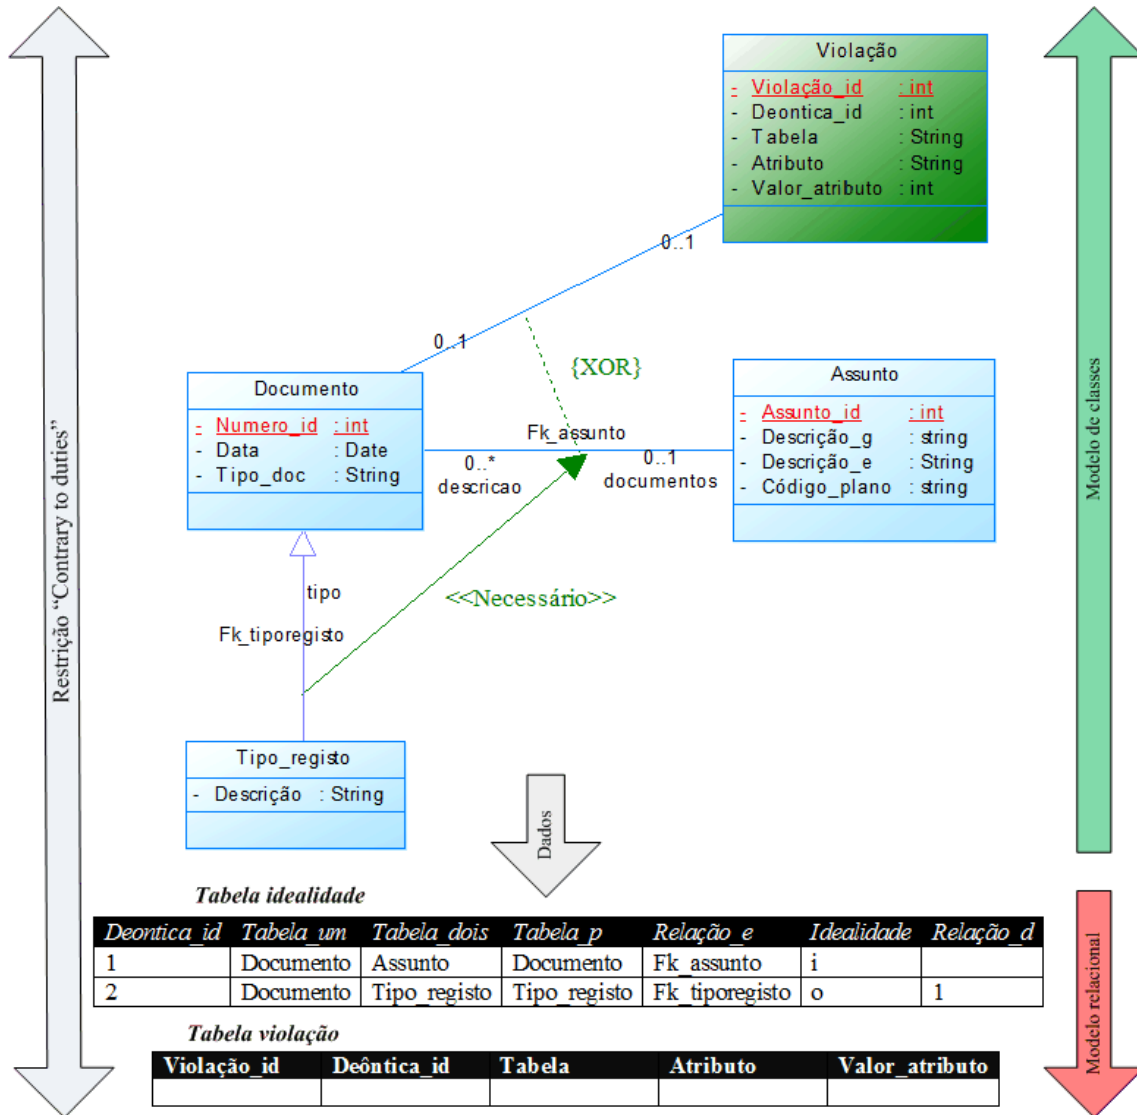 Restrição “Contrary to duties”
Modelo de classes
Modelo relacional
Violação
- Violação_id : int
- Deontica_id : int
- Tabela : String
- Atributo : String
- Valor_atributo : int
0..1
0..1
{XOR}
Documento
- Numero_id : int
- Data : Date
- Tipo_doc : String
Fk_assunto
0..*
descricao
0..1
documentos
Assunto
- Assunto_id : int
- Descrição_g : string
- Descrição_e : string
- Código_plano : string
tipo
Fk_tiporegisto
<<Necessário>>
Tipo_registo
- Descrição : String
Dados
Tabela idealidade
Deontica_id Tabela_um Tabela_dois Tabela_p Relação_e Idealidade Relação_d
1 Documento Assunto Documento Fk_assunto i
2 Documento Tipo_registo Tipo_registo Fk_tiporegisto o 1
Tabela violação
Violação_id Deôntica_id Tabela Atributo Valor_atributo